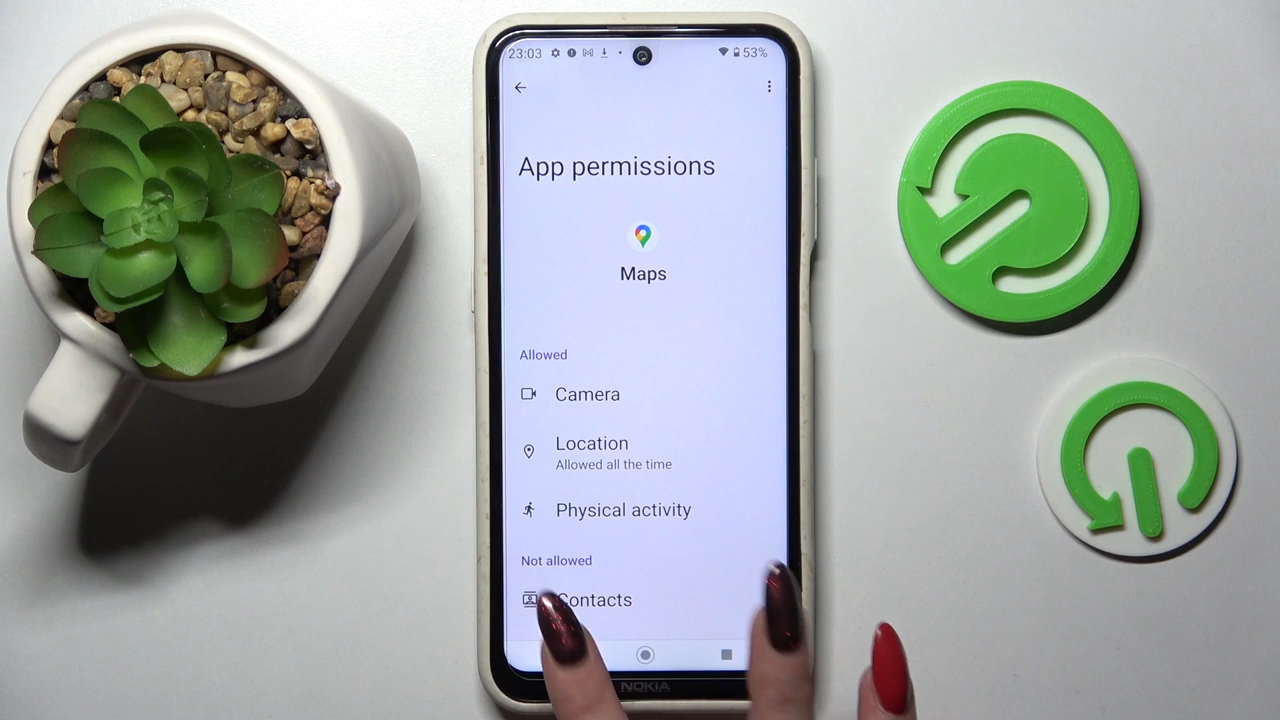 23:03
53%
App permissions
Maps
Allowed
Camera
Location
Allowed all the time
Physical activity
Not allowed
Contacts
NOKIA